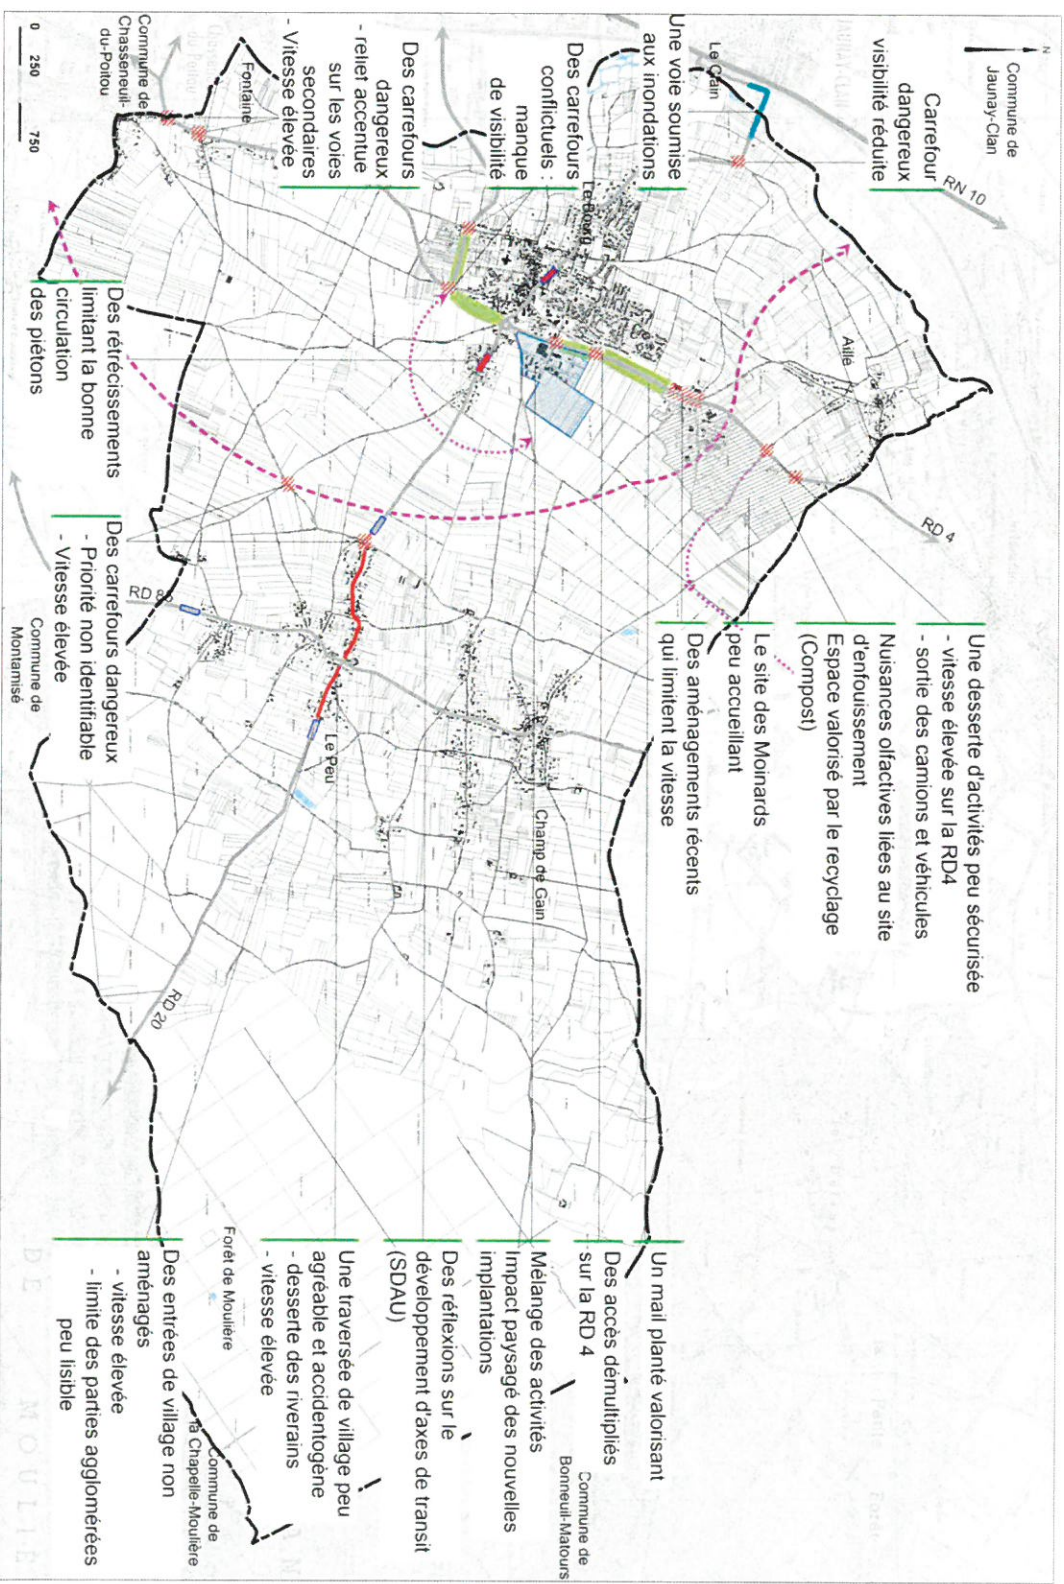 N
Commune de
Jaunay-Clan
Carrefour
dangereux
visibilité réduite
RN 10
Le Clain
Une voie soumise
aux inondations
Des carrefours
conflictuels :
manque
de visibilité
Des carrefours
dangereux
- relief accentue
sur les voies
secondaires
- Vitesse élevée
Fontaine
Commune de
Chasseneuil-
du-Poitou
0 250 750
Le Bourg
Aille
RD 4
Des rétrécissements
limitant la bonne
circulation
des piétons
Des carrefours dangereux
- Priorité non identifiable
- Vitesse élevée
Commune de
Montamisé
RD 85
Une desserte d'activités peu sécurisée
- vitesse élevée sur la RD4
- sortie des camions et véhicules
Nuisances olfactives liées au site
d'enfouissement
Espace valorisé par le recyclage
(Compost)
Le site des Moinards
peu accueillant
Des aménagements récents
qui limitent la vitesse
Le Peu
Champ de Gain
RD 20
Un mail planté valorisant
Des accès démultipliés
sur la RD 4
Mélange des activités
Impact paysagé des nouvelles
implantations
Des réflexions sur le
développement d'axes de transit
(SDAU)
Une traversée de village peu
agréable et accidentogène
- desserte des riverains
- vitesse élevée
Des entrées de village non
aménagés
- vitesse élevée
- limite des parties agglomérées
peu lisible
Forêt de Moulière
Commune de
Bonneuil-Matours
Commune de
la Chapelle-Moulière
DE MOULIE